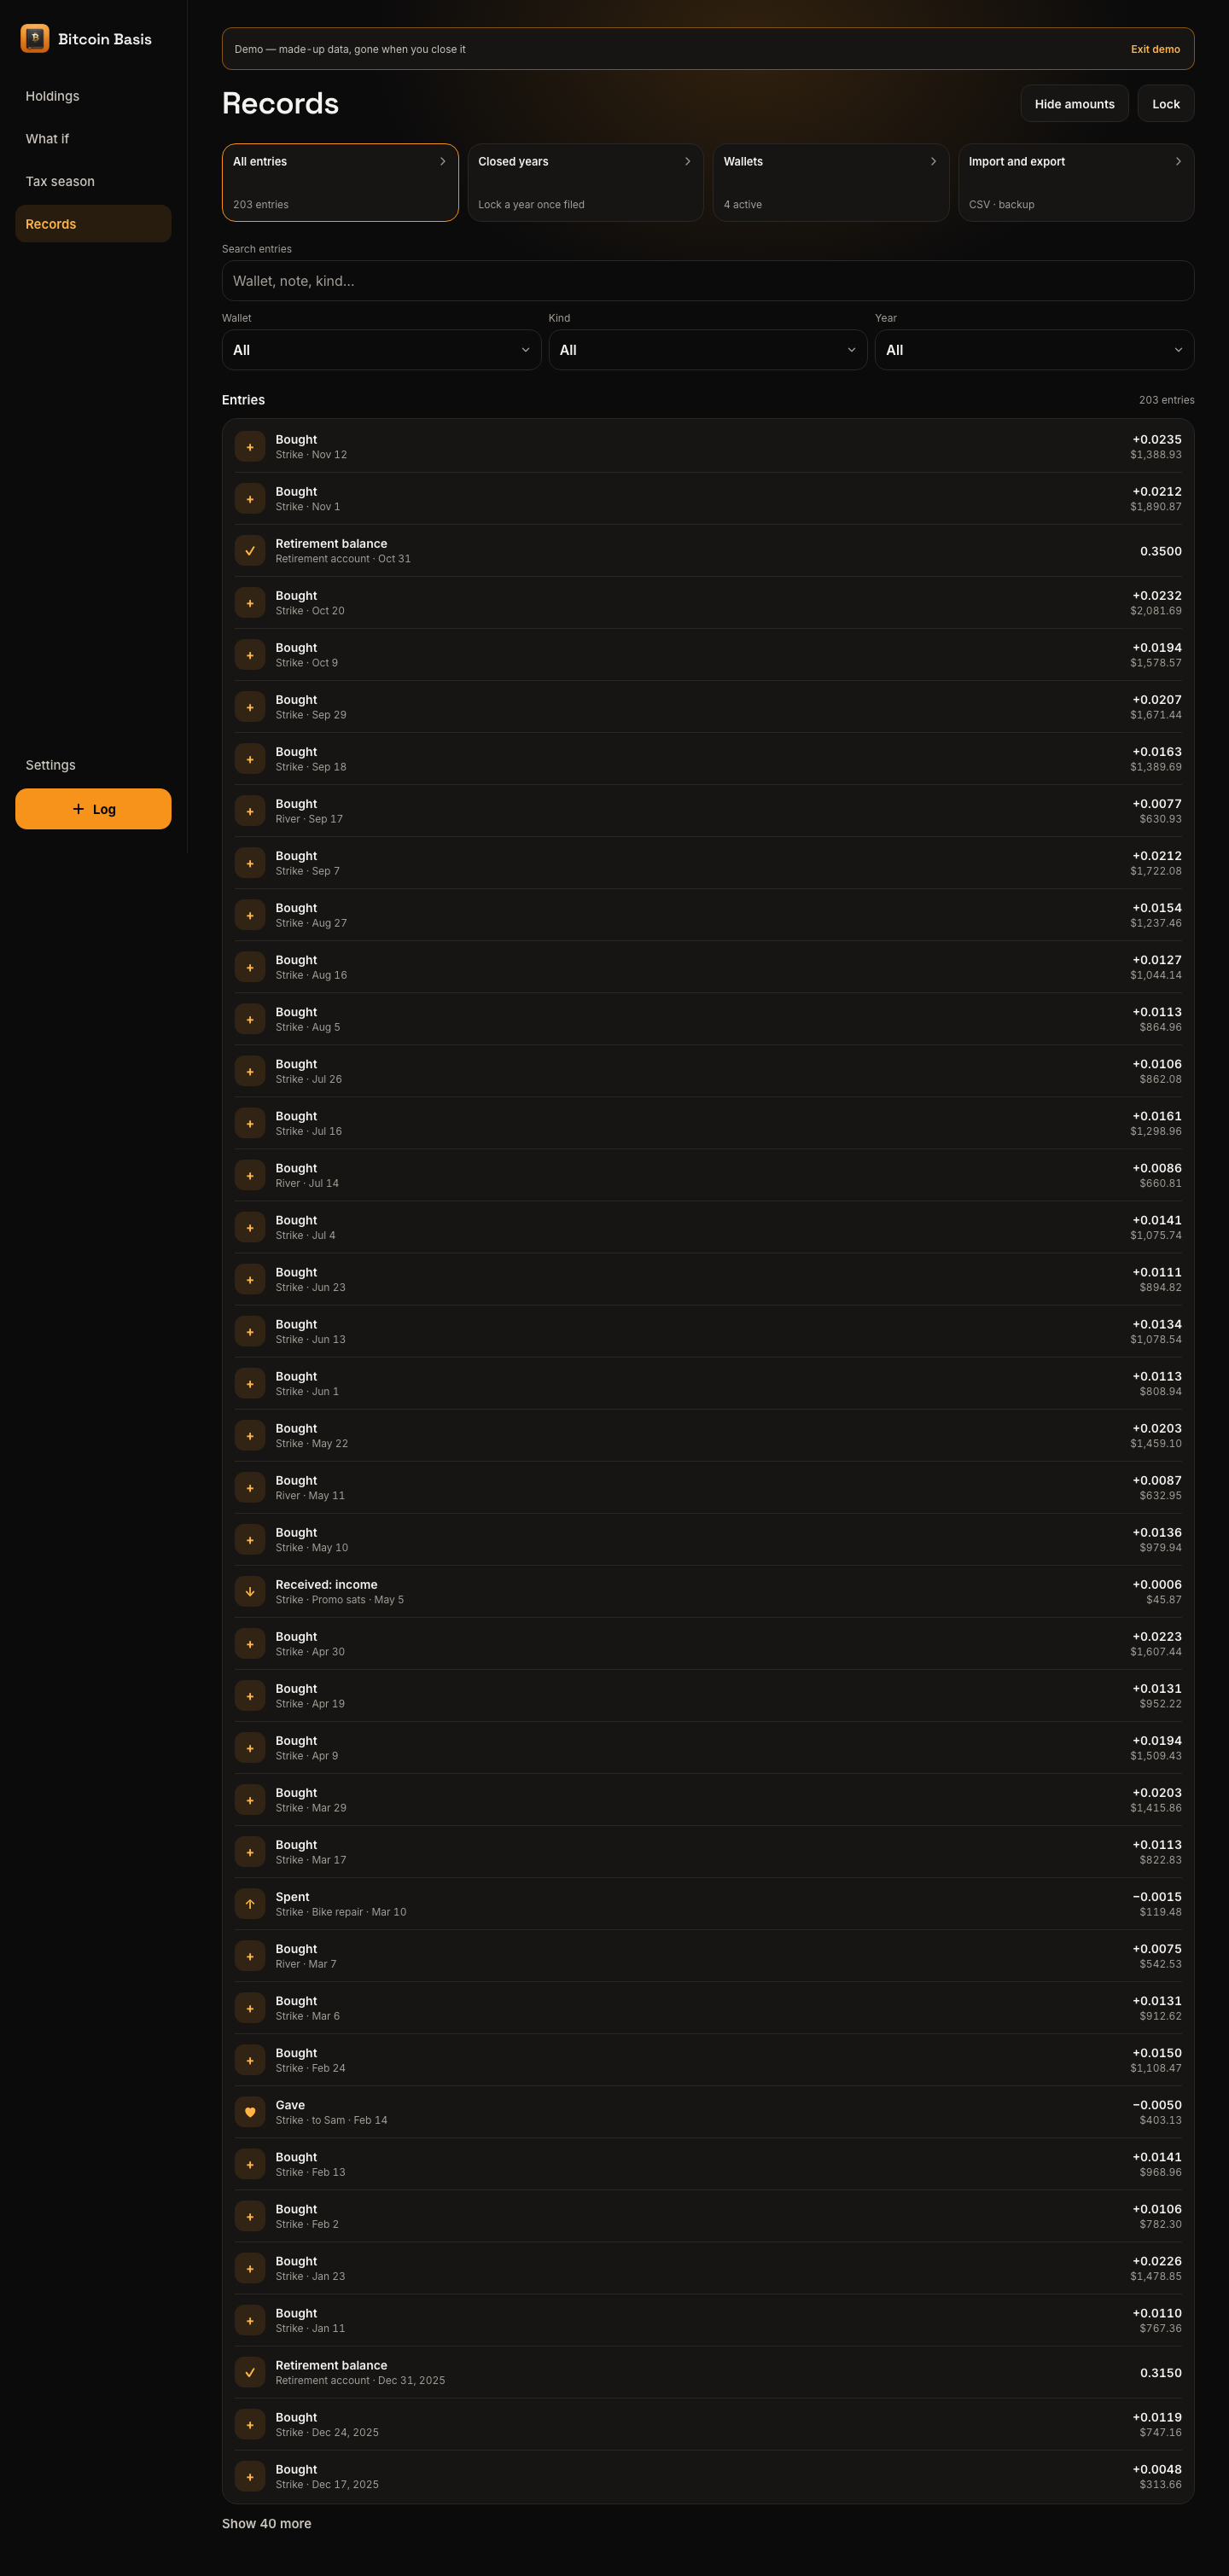 Bitcoin Basis
Holdings
What if
Tax season
Records
Settings
+ Log
Demo — made-up data, gone when you close it
Exit demo
Records
Hide amounts
Lock
All entries
203 entries
Closed years
Lock a year once filed
Wallets
4 active
Import and export
CSV · backup
Search entries
Wallet, note, kind...
Wallet
All
Kind
All
Year
All
Entries
203 entries
Bought +0.0235
Strike · Nov 12 $1,388.93
Bought +0.0212
Strike · Nov 1 $1,890.87
Retirement balance 0.3500
Retirement account · Oct 31
Bought +0.0232
Strike · Oct 20 $2,081.69
Bought +0.0194
Strike · Oct 9 $1,578.57
Bought +0.0207
Strike · Sep 29 $1,671.44
Bought +0.0163
Strike · Sep 18 $1,389.69
Bought +0.0077
River · Sep 17 $630.93
Bought +0.0212
Strike · Sep 7 $1,722.08
Bought +0.0154
Strike · Aug 27 $1,237.46
Bought +0.0127
Strike · Aug 16 $1,044.14
Bought +0.0113
Strike · Aug 5 $864.96
Bought +0.0106
Strike · Jul 26 $862.08
Bought +0.0161
Strike · Jul 16 $1,298.96
Bought +0.0086
River · Jul 14 $660.81
Bought +0.0141
Strike · Jul 4 $1,075.74
Bought +0.0111
Strike · Jun 23 $894.82
Bought +0.0134
Strike · Jun 13 $1,078.54
Bought +0.0113
Strike · Jun 1 $808.94
Bought +0.0203
Strike · May 22 $1,459.10
Bought +0.0087
River · May 11 $632.95
Bought +0.0136
Strike · May 10 $979.94
Received: income +0.0006
Strike · Promo sats · May 5 $45.87
Bought +0.0223
Strike · Apr 30 $1,607.44
Bought +0.0131
Strike · Apr 19 $952.22
Bought +0.0194
Strike · Apr 9 $1,509.43
Bought +0.0203
Strike · Mar 29 $1,415.86
Bought +0.0113
Strike · Mar 17 $822.83
Spent −0.0015
Strike · Bike repair · Mar 10 $119.48
Bought +0.0075
River · Mar 7 $542.53
Bought +0.0131
Strike · Mar 6 $912.62
Bought +0.0150
Strike · Feb 24 $1,108.47
Gave −0.0050
Strike · to Sam · Feb 14 $403.13
Bought +0.0141
Strike · Feb 13 $968.96
Bought +0.0106
Strike · Feb 2 $782.30
Bought +0.0226
Strike · Jan 23 $1,478.85
Bought +0.0110
Strike · Jan 11 $767.36
Retirement balance 0.3150
Retirement account · Dec 31, 2025
Bought +0.0119
Strike · Dec 24, 2025 $747.16
Bought +0.0048
Strike · Dec 17, 2025 $313.66
Show 40 more